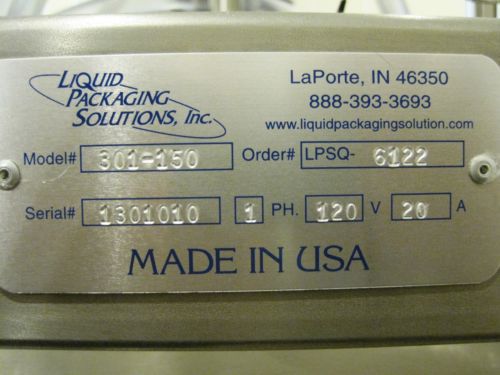 LIQUID
PACKAGING
SOLUTIONS, Inc.
LaPorte, IN 46350
888-393-3693
www.liquidpackagingsolution.com
Model# 301-150 Order# LPSQ- 6122
Serial# 1301010 1 PH. 120 V 20 A
MADE IN USA